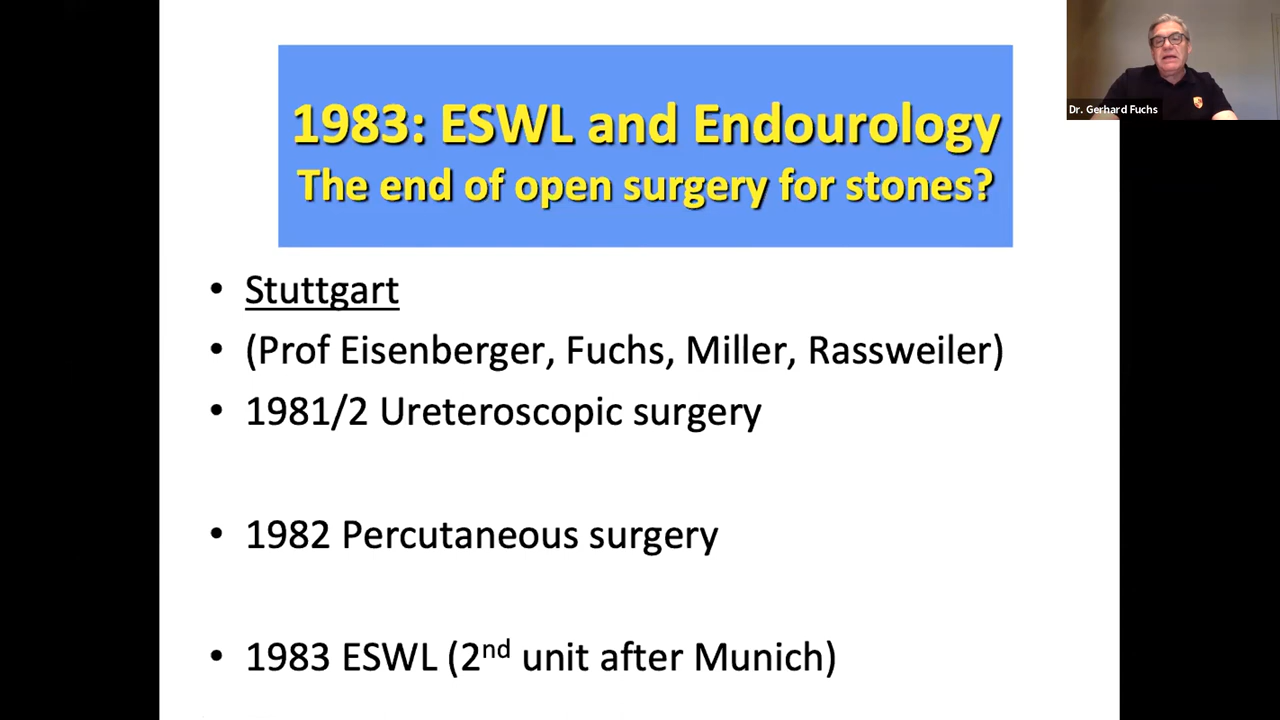 1983: ESWL and Endourology
The end of open surgery for stones?
• Stuttgart
• (Prof Eisenberger, Fuchs, Miller, Rassweiler)
• 1981/2 Ureteroscopic surgery
• 1982 Percutaneous surgery
• 1983 ESWL (2nd unit after Munich)
Dr. Gerhard Fuchs